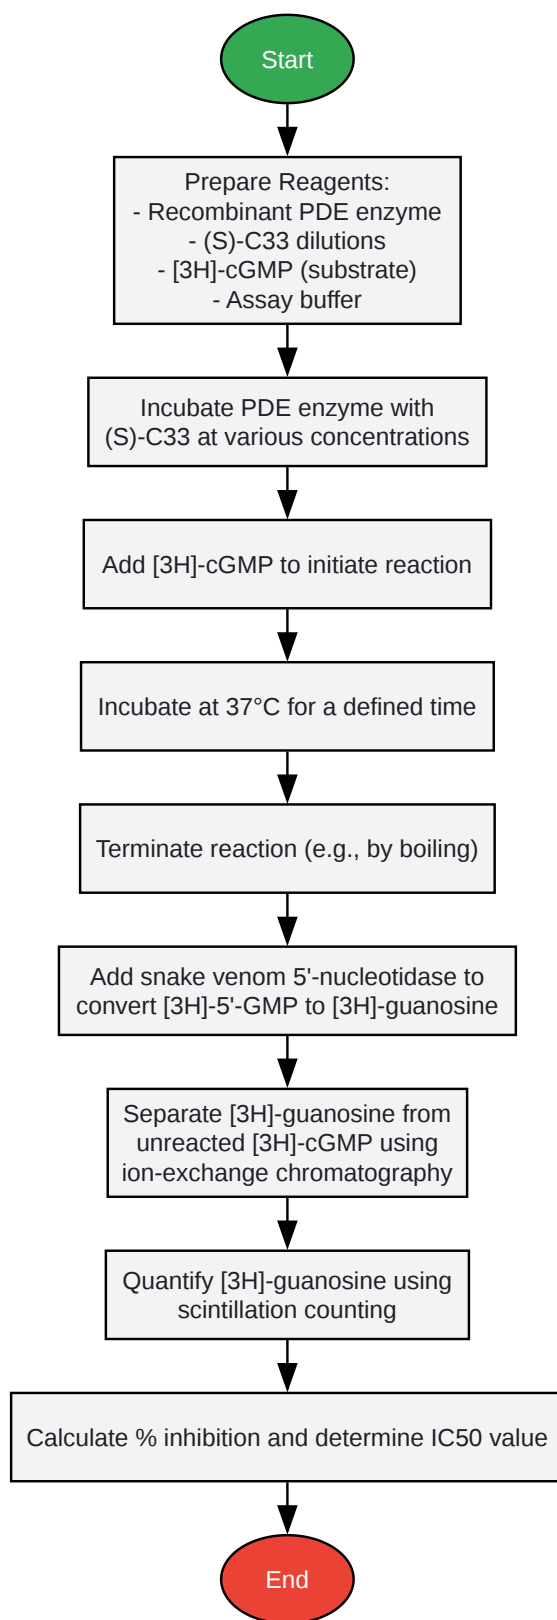 Start
Prepare Reagents:
- Recombinant PDE enzyme
- (S)-C33 dilutions
- [3H]-cGMP (substrate)
- Assay buffer
Incubate PDE enzyme with
(S)-C33 at various concentrations
Add [3H]-cGMP to initiate reaction
Incubate at 37°C for a defined time
Terminate reaction (e.g., by boiling)
Add snake venom 5'-nucleotidase to
convert [3H]-5'-GMP to [3H]-guanosine
Separate [3H]-guanosine from
unreacted [3H]-cGMP using
ion-exchange chromatography
Quantify [3H]-guanosine using
scintillation counting
Calculate % inhibition and determine IC50 value
End